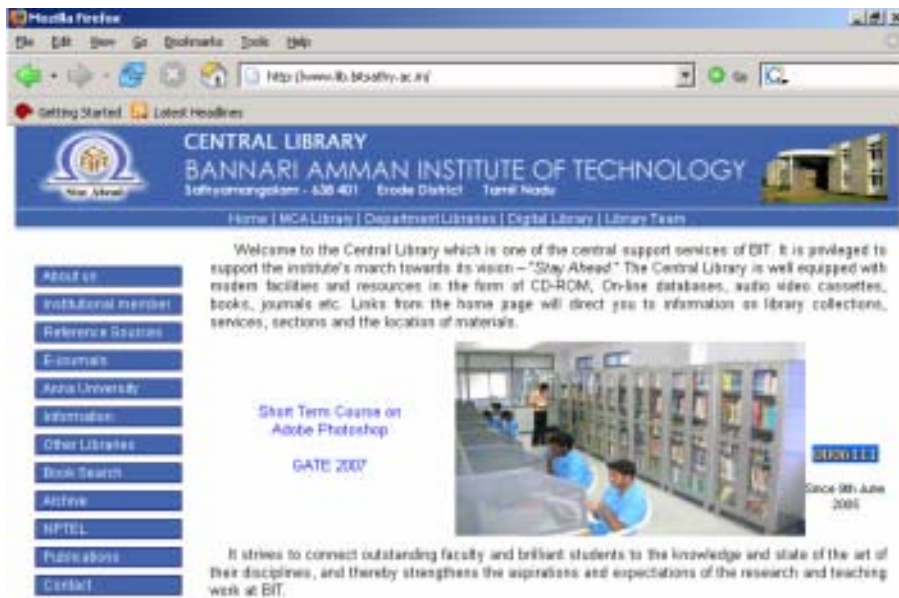 Mozilla Firefox
File Edit View Go Bookmarks Tools Help
http://www.lib.bitsathy.ac.in/
Go
Getting Started Latest Headlines
Stay Ahead
CENTRAL LIBRARY
BANNARI AMMAN INSTITUTE OF TECHNOLOGY
Sathyamangalam - 638 401 Erode District Tamil Nadu
Home | MCA Library | Department Libraries | Digital Library | Library Team
About us
Institutional member
Reference Sources
E-journals
Anna University
Information
Other Libraries
Book Search
Archive
NPTEL
Publications
Contact
Welcome to the Central Library which is one of the central support services of BIT. It is privileged to
support the institute's march towards its vision – "Stay Ahead." The Central Library is well equipped with
modern facilities and resources in the form of CD-ROM, On-line databases, audio video cassettes,
books, journals etc. Links from the home page will direct you to information on library collections,
services, sections and the location of materials.
Short Term Course on
Adobe Photoshop
GATE 2007
0006111
Since 9th June
It strives to connect outstanding faculty and brilliant students to the knowledge and state of the art of
their disciplines, and thereby strengthens the aspirations and expectations of the research and teaching
work at BIT.